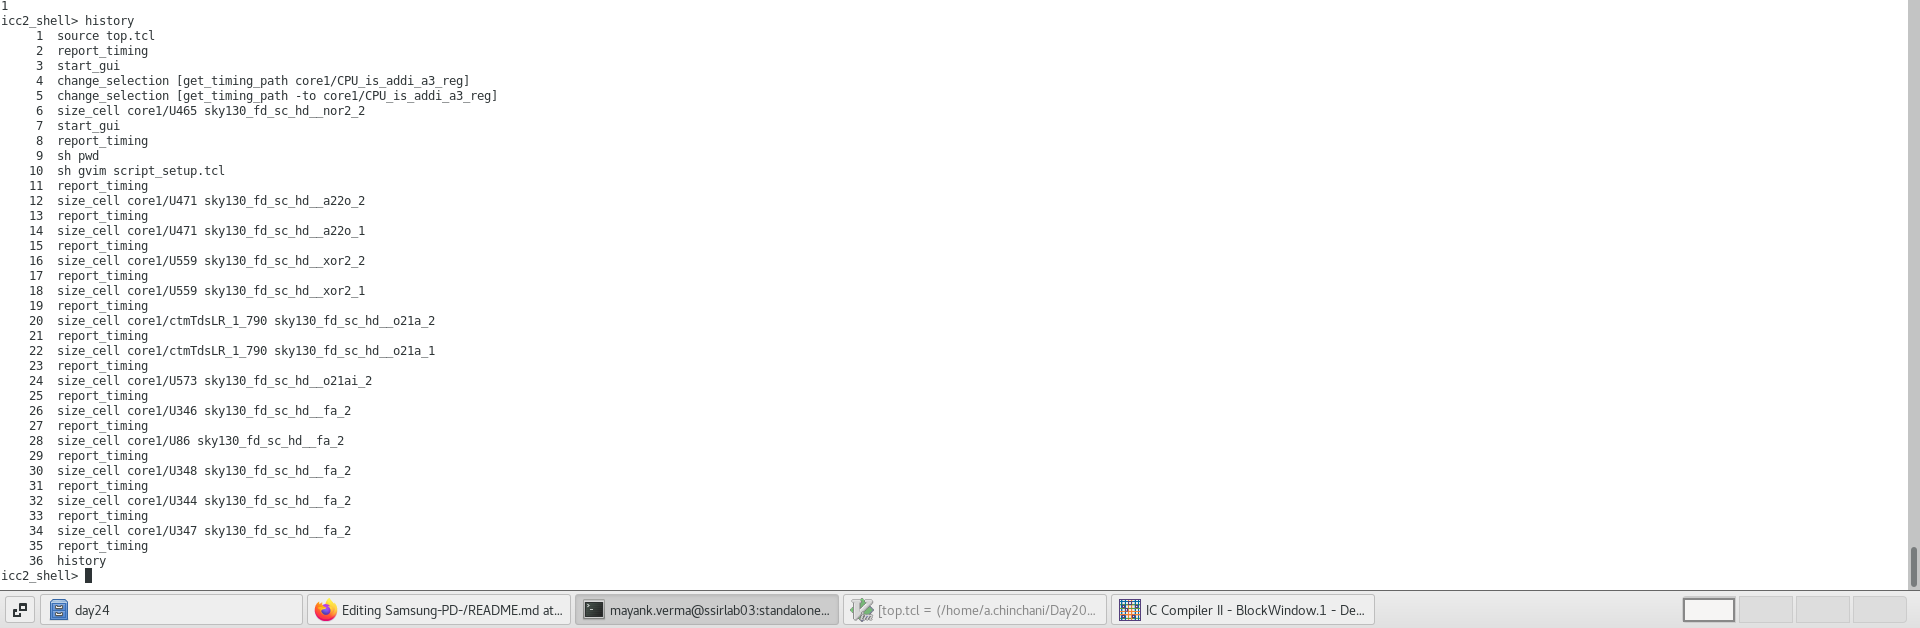 1
icc2_shell> history
1 source top.tcl
2 report_timing
3 start_gui
4 change_selection [get_timing_path core1/CPU_is_addi_a3_reg]
5 change_selection [get_timing_path -to core1/CPU_is_addi_a3_reg]
6 size_cell core1/U465 sky130_fd_sc_hd__nor2_2
7 start_gui
8 report_timing
9 sh pwd
10 sh gvim script_setup.tcl
11 report_timing
12 size_cell core1/U471 sky130_fd_sc_hd__a22o_2
13 report_timing
14 size_cell core1/U471 sky130_fd_sc_hd__a22o_1
15 report_timing
16 size_cell core1/U559 sky130_fd_sc_hd__xor2_2
17 report_timing
18 size_cell core1/U559 sky130_fd_sc_hd__xor2_1
19 report_timing
20 size_cell core1/ctmTdsLR_1_790 sky130_fd_sc_hd__o21a_2
21 report_timing
22 size_cell core1/ctmTdsLR_1_790 sky130_fd_sc_hd__o21a_1
23 report_timing
24 size_cell core1/U573 sky130_fd_sc_hd__o21ai_2
25 report_timing
26 size_cell core1/U346 sky130_fd_sc_hd__fa_2
27 report_timing
28 size_cell core1/U86 sky130_fd_sc_hd__fa_2
29 report_timing
30 size_cell core1/U348 sky130_fd_sc_hd__fa_2
31 report_timing
32 size_cell core1/U344 sky130_fd_sc_hd__fa_2
33 report_timing
34 size_cell core1/U347 sky130_fd_sc_hd__fa_2
35 report_timing
36 history
icc2_shell>
day24 Editing Samsung-PD-/README.md at... mayank.verma@ssirlab03:standalone... [top.tcl = (/home/a.chinchani/Day20... IC Compiler II - BlockWindow.1 - De...